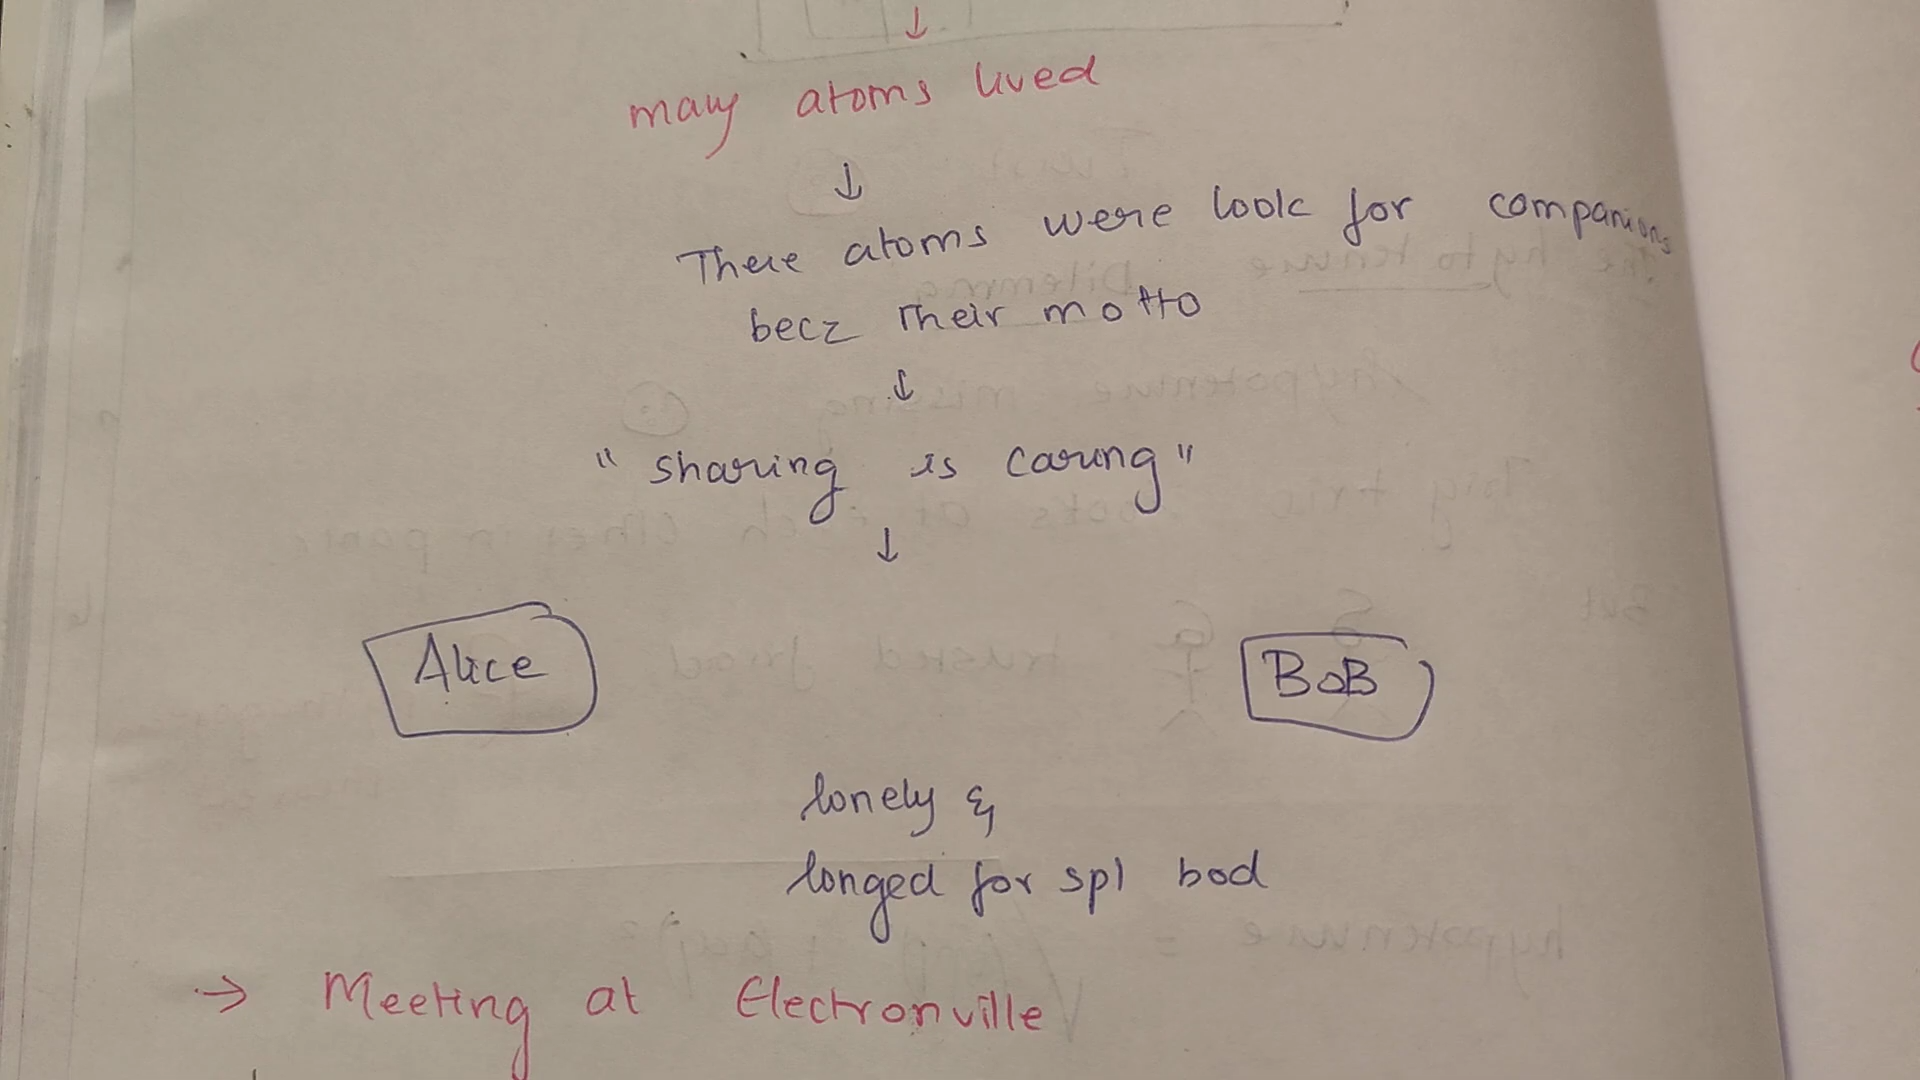 many atoms lived
↓
There atoms were look for companions
becz Their motto
↓
"sharing is caring"
↓
Alice BoB
lonely &
longed for spl bod
→ Meeting at Electronville